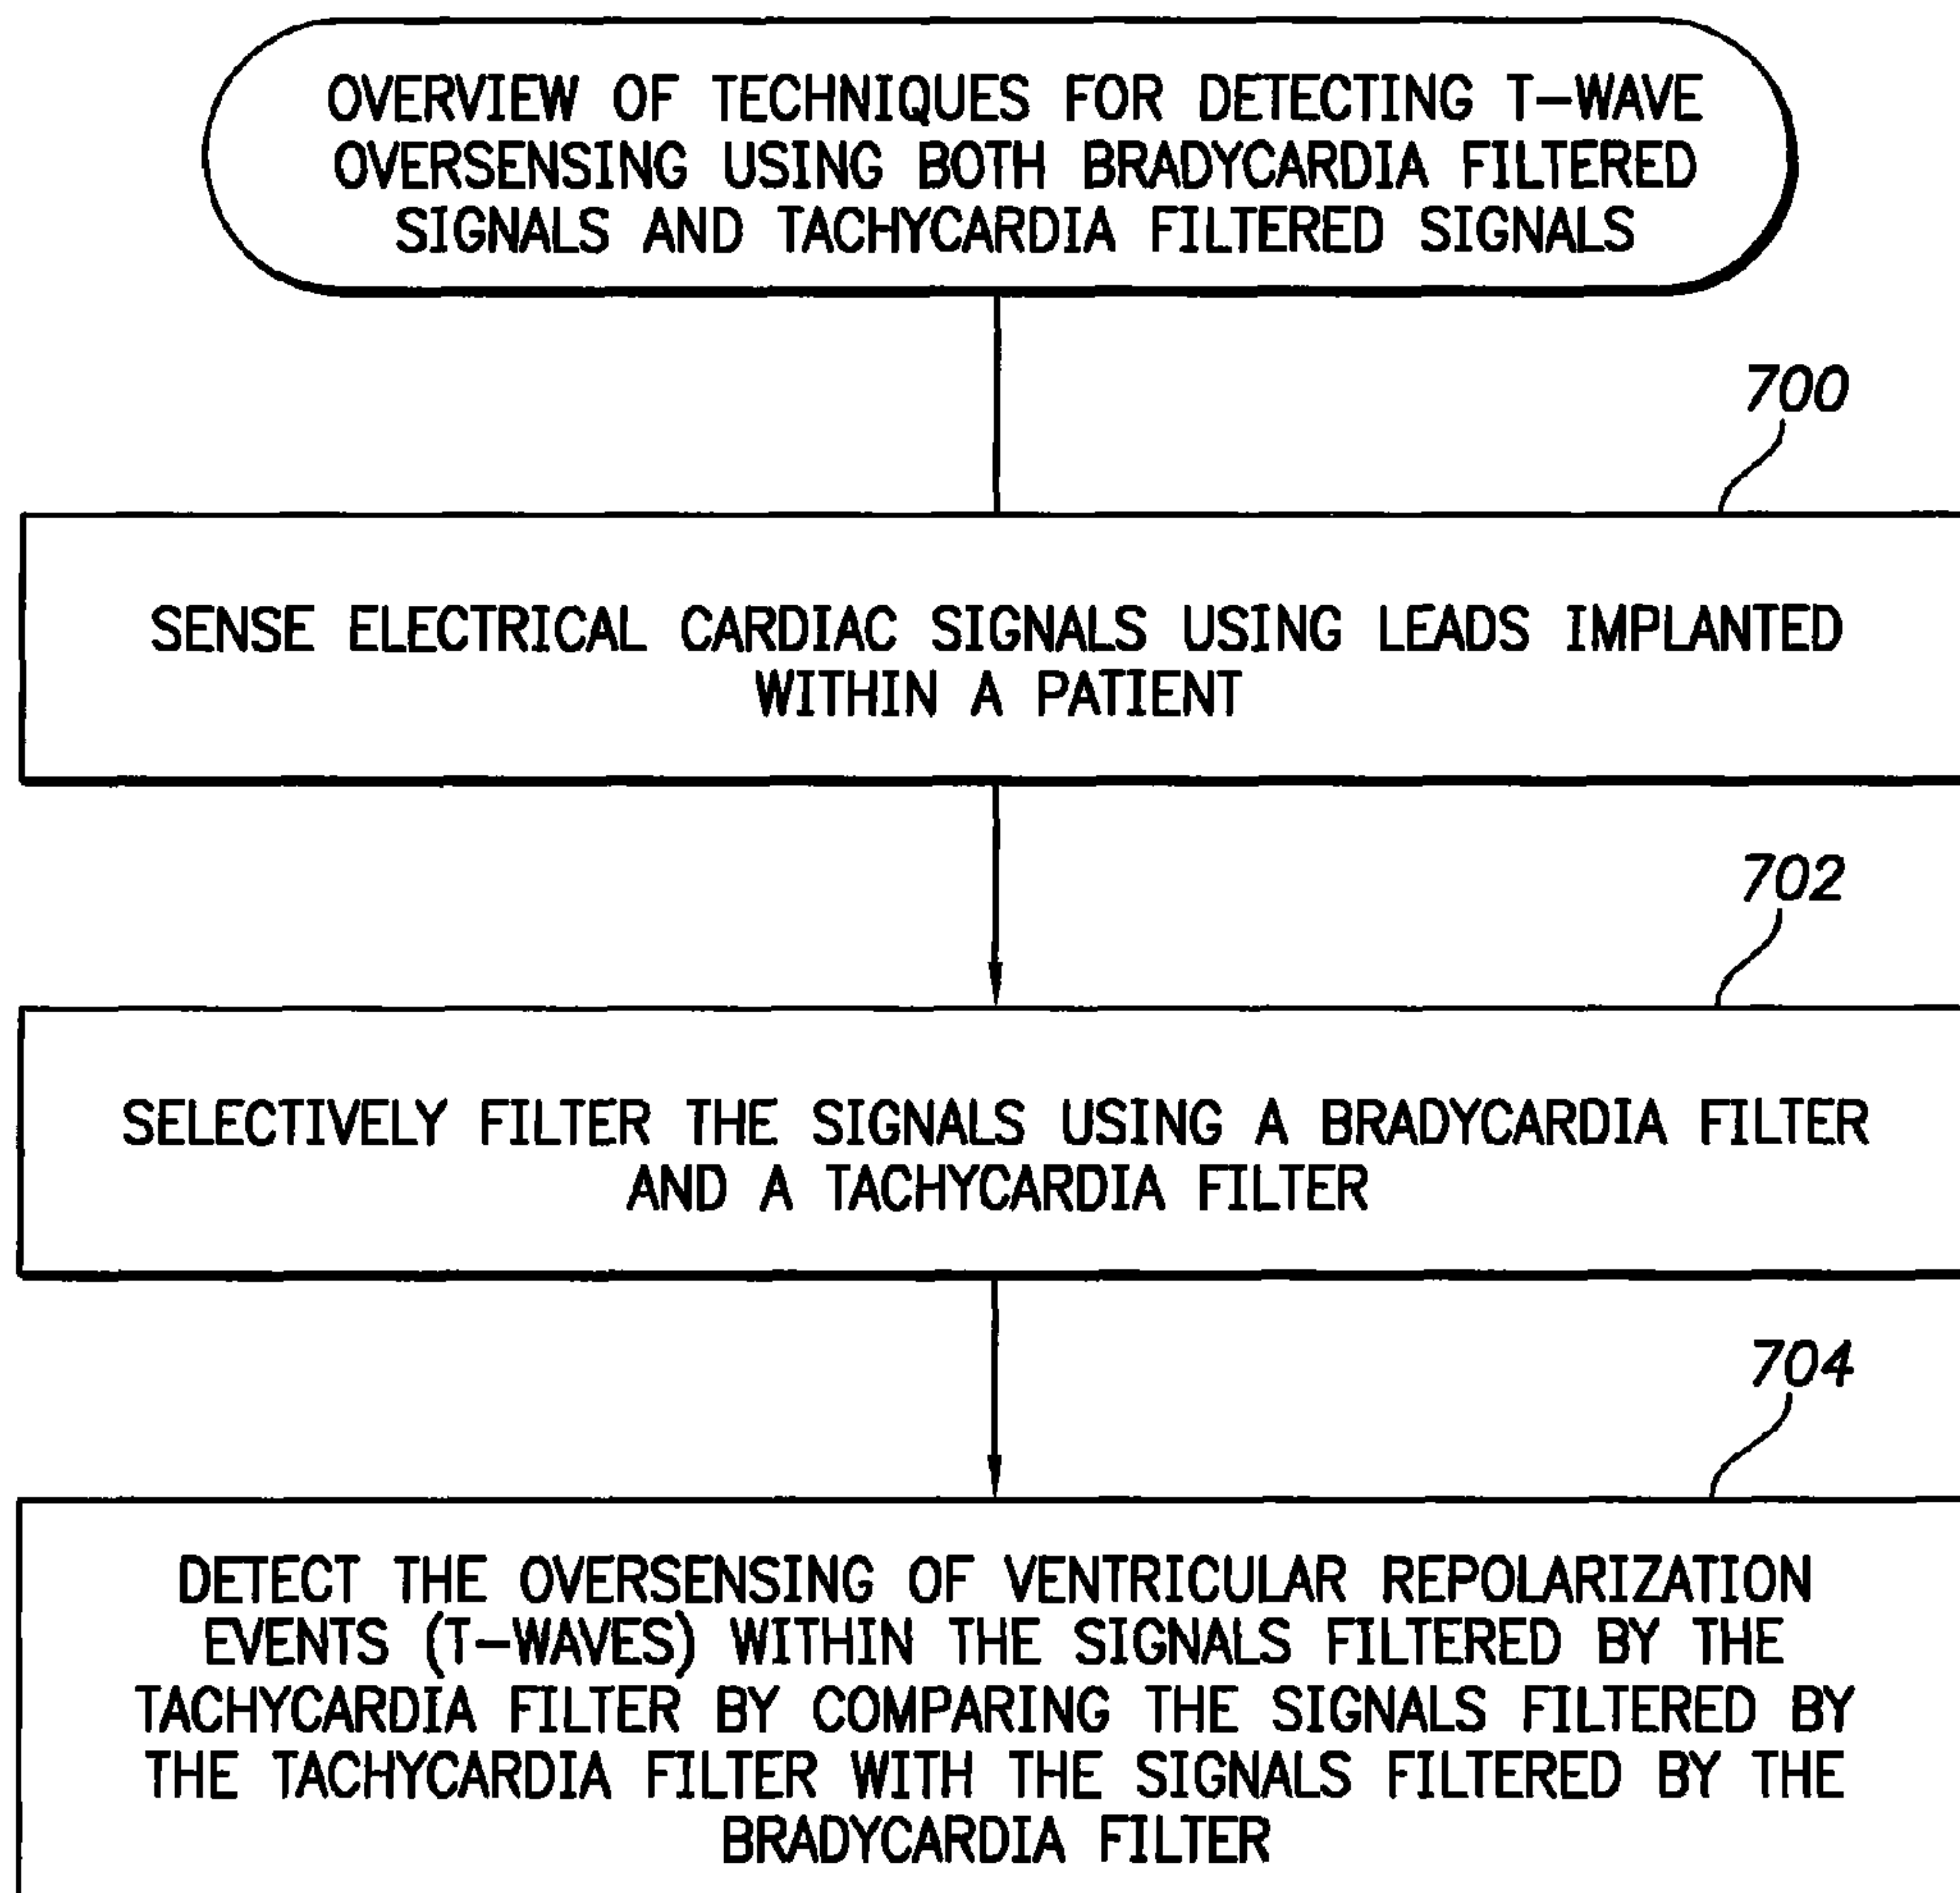 OVERVIEW OF TECHNIQUES FOR DETECTING T-WAVE
OVERSENSING USING BOTH BRADYCARDIA FILTERED
SIGNALS AND TACHYCARDIA FILTERED SIGNALS
700
SENSE ELECTRICAL CARDIAC SIGNALS USING LEADS IMPLANTED
WITHIN A PATIENT
702
SELECTIVELY FILTER THE SIGNALS USING A BRADYCARDIA FILTER
AND A TACHYCARDIA FILTER
704
DETECT THE OVERSENSING OF VENTRICULAR REPOLARIZATION
EVENTS (T-WAVES) WITHIN THE SIGNALS FILTERED BY THE
TACHYCARDIA FILTER BY COMPARING THE SIGNALS FILTERED BY
THE TACHYCARDIA FILTER WITH THE SIGNALS FILTERED BY THE
BRADYCARDIA FILTER